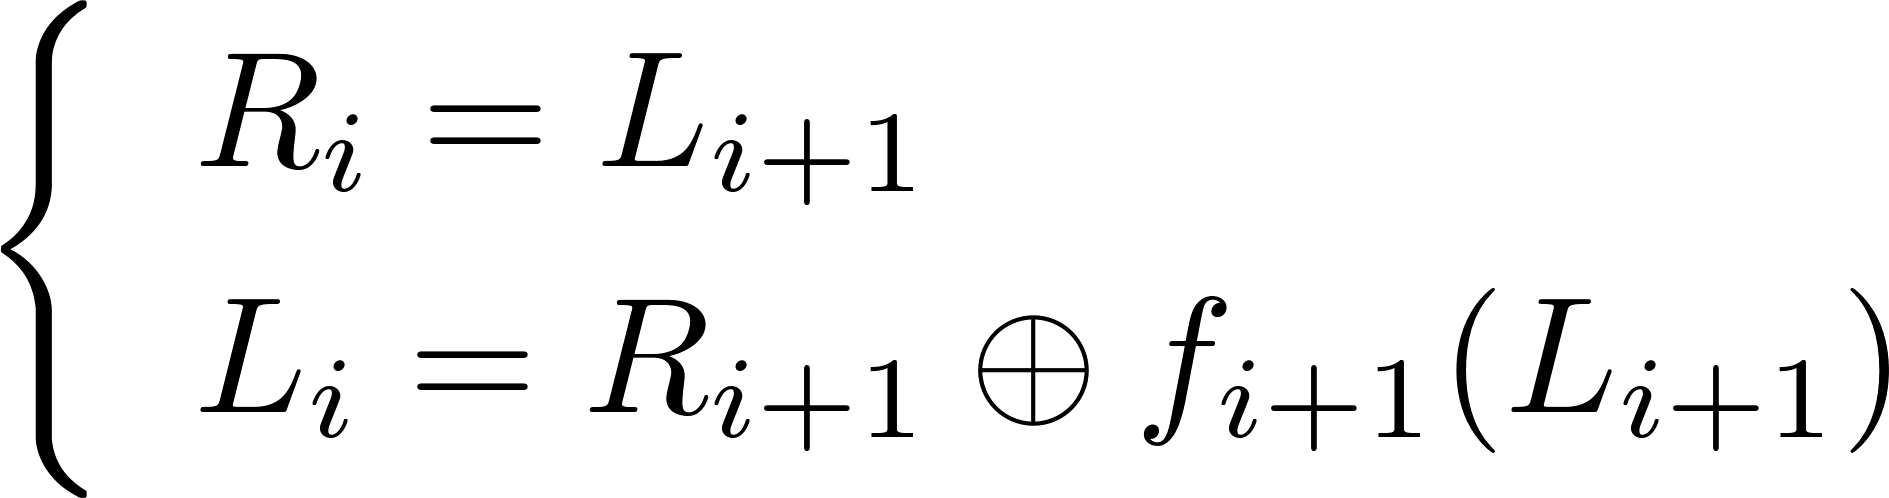 R_i = L_{i+1}
L_i = R_{i+1} ⊕ f_{i+1}(L_{i+1})